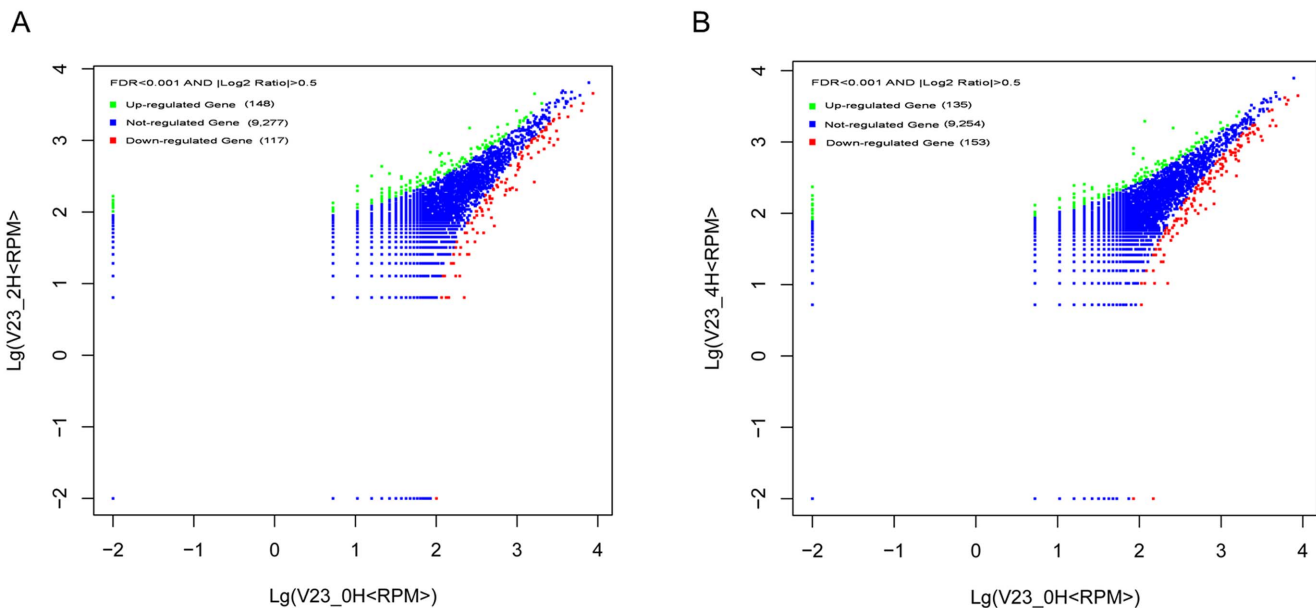 A
FDR<0.001 AND |Log2 Ratio|>0.5
Up-regulated Gene (148)
Not-regulated Gene (9,277)
Down-regulated Gene (117)
4
3
2
1
0
−1
−2
Lg(V23_2H<RPM>)
−2 −1 0 1 2 3 4
Lg(V23_0H<RPM>)
B
FDR<0.001 AND |Log2 Ratio|>0.5
Up-regulated Gene (135)
Not-regulated Gene (9,254)
Down-regulated Gene (153)
4
3
2
1
0
−1
−2
Lg(V23_4H<RPM>)
−2 −1 0 1 2 3 4
Lg(V23_0H<RPM>)